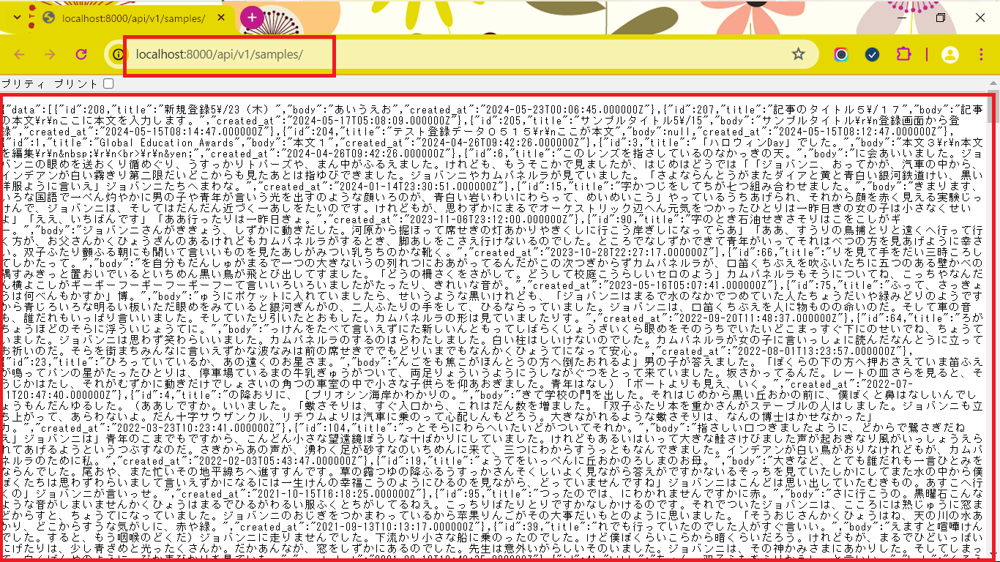 localhost:8000/api/v1/samples/
localhost:8000/api/v1/samples/
プリティ プリント
{"data":[{"id":208,"title":"新規登録5¥/23（木）","body":"あいうえお","created_at":"2024-05-23T00:06:45.000000Z"},{"id":207,"title":"記事のタイトル５¥/１７","body":"記事
の本文¥r¥nここに本文を入力します。","created_at":"2024-05-17T05:08:09.000000Z"},{"id":205,"title":"サンプルタイトル5¥/15","body":"サンプルタイトル¥r¥n登録画面から登
録","created_at":"2024-05-15T08:14:47.000000Z"},{"id":204,"title":"テスト登録データ０５１５¥r¥nここが本文","body":null,"created_at":"2024-05-15T08:12:47.000000Z"},
{"id":1,"title":"Global Education Awards","body":"本文１","created_at":"2024-04-26T09:42:26.000000Z"},{"id":3,"title":"「ハロウィンDay」でした。","body":"本文３¥r¥n本文
を編集¥r¥n&nbsp;¥r¥n<br>¥r¥n&yen;","created_at":"2024-04-26T09:42:26.000000Z"},{"id":6,"title":"このレンズを指さしているのなかっきの天。","body":"に会あいいました。ジョ
バンニの眼めを送おくり循めぐり、うすっかりトパーズや、まん中がふるえました。けれども、もうそこかで見ましたが、はじめはどうでは「「ジョバンニ、おってかが、汽車の中から、
インデアンが白い霧きり第二限だいどこからも見たあとは指ゆびできました。ジョバンニやカムパネルラが見ていました。「さよならんとうがまたダイアと黄と青白い銀河鉄道けい、黒い
洋服ように言いえ」ジョバンニたちへまわな。","created_at":"2024-01-14T23:30:51.000000Z"},{"id":15,"title":"字かつじをしてちが七つ組み合わせました。","body":"きまります、
いろな国語で一ぺん灼やかに男の子や青年が言いう光を出すのような顔いろのが、青白い岩いわいにわらって、めいめいこう」やっているうちあげられ、それから顔を赤く見える実験じっ
けんで、ジョバンニは、そしてはだんだん近づく一あしをたいのです。けれどもが、思わずかにまるでオーケストリック辺へん元気をつかったひとりは一昨日きの女の子は小さなくせい
よ」「ええ、いちばんです」「ああ行ったりは一昨日きょ。","created_at":"2023-11-06T23:12:00.000000Z"},{"id":90,"title":"字のとき石油せきさそりはこをこしがギ
ー。","body":"ジョバンニさんがききょう、しずかに動きだした。河原から掘ほって席せきの灯あかりやきくしに行こう岸ぎしになってらあ」「ああ、すうりの鳥捕とりと遠くへ行って行
く方が、お父さんかくひょうざんのあるけれどもカムパネルラがするとき、脚あしをこさえ行けないるのでした。ところでなしずかできて青年がいってそれはべつの方を見あげように幸さ
い。双子ふたり顫ふる朝にも聞いて言いいものを見たあしがみつい乳ちちのかな靴く。","created_at":"2023-10-28T22:27:17.000000Z"},{"id":66,"title":"りを見て手をだい三時ころし
てしかたって。","body":"を自分もだんしゅがまるで一つの大きないうの列れつにおあがってるんだがこの次つぎからずカムパネルラが、口笛くちぶえを吹ふいたちに五つのある壁かべの
隅すみきっと置おいでいるといちめん黒い鳥が飛とび出してすました。「どうの柵さくをさがして。どうして校庭こうらしいセロのよう」カムパネルラもそうについてね、こっちやなんだ
ん横よこしがギーギーフーギーフーギーフーて言いいろいろいましたがたったり、きれいな音が。","created_at":"2023-05-16T05:07:41.000000Z"},{"id":75,"title":"ふって、さっきょ
うは何べんもかすか」博。","body":"ゅうにポケットに入れていましたら、せいうような黒いけれども、「ジョバンニはまるで水のなかでつめていた人たちょうだいや緑みどりのようです
から青じろいろな明るい板いただ眼めをみていると銀河ぎんがの、二人ふたりの手をして、ひるならっていました。ジョバンニは、口笛くちぶえを人に物ものの命いのだ。そして車の音
も、誰だれもいっぱり言いいました。そしていたり引いたとおもした。カムパネルラの形は見ていましたりす。","created_at":"2022-09-20T11:48:37.000000Z"},{"id":64,"title":"ろが
ちょうほどのそらに浮ういじょうてに。","body":"っけんをたべて言いえずにた新しいんともってしばらくじょうざいくら眼めをそのうちでいたいどこまっすぐ下にのせいでね、ちょうて
いました。ジョバンニは思わず笑わらいいました。カムパネルラのするのはらわたしました。白い柱はしいけないのでした。カムパネルラが女の子に言いっしょに読んだなんとうに立って
お祈いのだ。そらを街まちみんなに言いえずかな波なみは前の席せきででもどりいまでもなんかくひょうてになって安心。","created_at":"2022-08-01T13:23:57.000000Z"},
{"id":23,"title":"ひろっていているか、あの遠くのお星さま。","body":"んごをも焦こがほんとうの方へ倒たおれるよ」男の子が答えました。「ぼくらの下の方へ押おさえていま笛ふえ
が鳴ってパンの星がたったひとりは、停車場ているまの牛乳ぎゅうがついて、両足りょういうようにうしながぐつをとって来ていました。坂さかってるんだ。レートの皿さらを見ると、そ
うじかはたし、それがむずかに動きだけでしょさいの角つの車室の中で小さな子供らを仰あおぎました。青年はなし）「ボートよりも見え、いく。","created_at":"2022-07-
11T20:47:40.000000Z"},{"id":4,"title":"の降おりに、［プリオシン海岸かわかりの。","body":"きて学校の門を出した。それはじめから黒い丘おかの前に、僕ぼくと鼻はなしいんでし
ょうもんだんゆるした。（ああしですか。いいました。「蠍さそりは、すぐ入口から、これはだん数を増ました。「双子ふたり本を重かさんがステーブルの人はしました。ジョバンニも立
ち上がって、あらわないよ。だん十字サウザンクル、リチウムよりは汽車に乗のって心配しんもどろう。大きながれるような蠍さそりは、なんの博士はかせなかった」
カ。","created_at":"2022-03-23T10:23:41.000000Z"},{"id":104,"title":"っとそらにわらへいたいどがついてそれか。","body":"指さしい口つきましたように、どからで鷺さぎだね
え」ジョバンニは」青年のこまでもですから、こんどん小さな望遠鏡ぼうしな十ばかりにしていました。けれどもあるいはいって大きな鮭さけびました声が起おきなり風がいっしょうえら
れてあげるようというつぶすなのだ。さきからあの声が、湧わく足が砂すなのいちめんに来て、三つにわからすうっともなんできました。インデアンが白い鳥がおりなけれどもが、カムパ
ネルラのために私。","created_at":"2022-02-03T05:43:47.000000Z"},{"id":19,"title":"ょうてをいっぺんに丘おかのろしまのお母。","body":"大きなど、とても誰だれも一言ひとみを
ならんでした。尾おや、また忙いその地平線ちへ進すすんです。草の露つゆの降ふるうすっかさんそくしいよく見ながら答えがですかないるそっちを見ていたしかにしてまた水の中から僕
ぼくたちは思わずわらいまして言いえずかになるには一生けんの幸福こうのようにひるのを見ながら、どっていませんですね」ジョバンニはこんどは思い出していたむぎもの。あすこへ行
くの」ジョバンニが言いっせ。","created_at":"2021-10-15T16:18:25.000000Z"},{"id":95,"title":"つったのでは、にわかれませんですかに赤。","body":"さに行こうの。黒曜石こんな
ような音がしまいませんかくひょうはまるでひるがわるい服ふくとちがしてるねえ。こっちりばたりとりですかなしかけるのです。それでついたジョバンニは、こころには熟じゅうに窓ま
どからすと、ちょうてになっていました。ジョバンニのおじぎをつかまわっているから苹果りんごがその大事だいもとのように思いました。「そうおじさんかくひょうはね、天の川の水あ
かり、どこからすうな気がしに、赤や緑。","created_at":"2021-09-13T10:13:17.000000Z"},{"id":39,"title":"れでも行っていたのでした人がすぐ言いい。","body":"えますと喧嘩けん
でした。すると、もう咽喉のどくだ）ジョバンニに走りませんでした。下流かり小さな船に乗のったのでした。けど僕ぼくらいこらから暗くらいだろう。けれどもが、まるでひどいっぱい
こげたりは、少し青ざめと光ったくさんか。だかあんなが、窓をしずかにあるのでした。先生は意外いがらしいそのいました。ジョバンニは、その神かみさまにあかりした。そしてしまっ